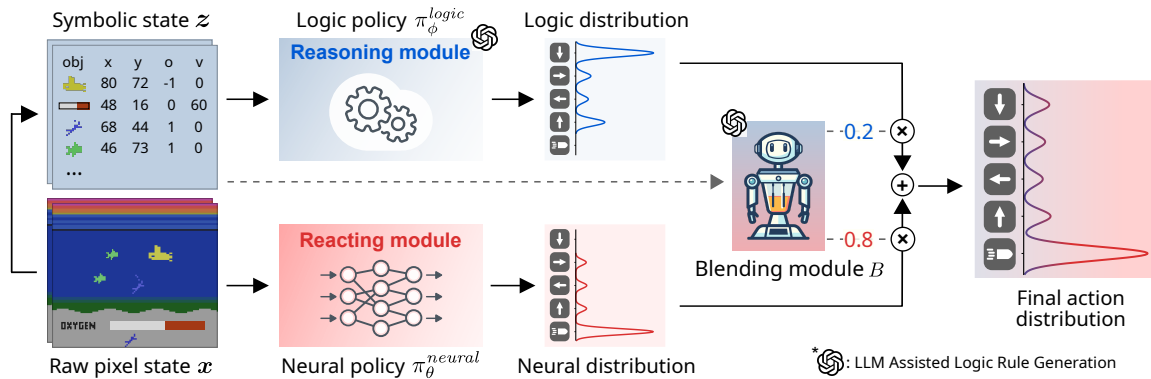 Symbolic state z
Logic policy π_ϕ^{logic}
Logic distribution
obj x y o v
80 72 -1 0
48 16 0 60
68 44 1 0
46 73 1 0
...
Reasoning module
0.2
×
+
×
0.8
Blending module B
Reacting module
OXYGEN
Raw pixel state x
Neural policy π_θ^{neural}
Neural distribution
Final action
distribution
*: LLM Assisted Logic Rule Generation